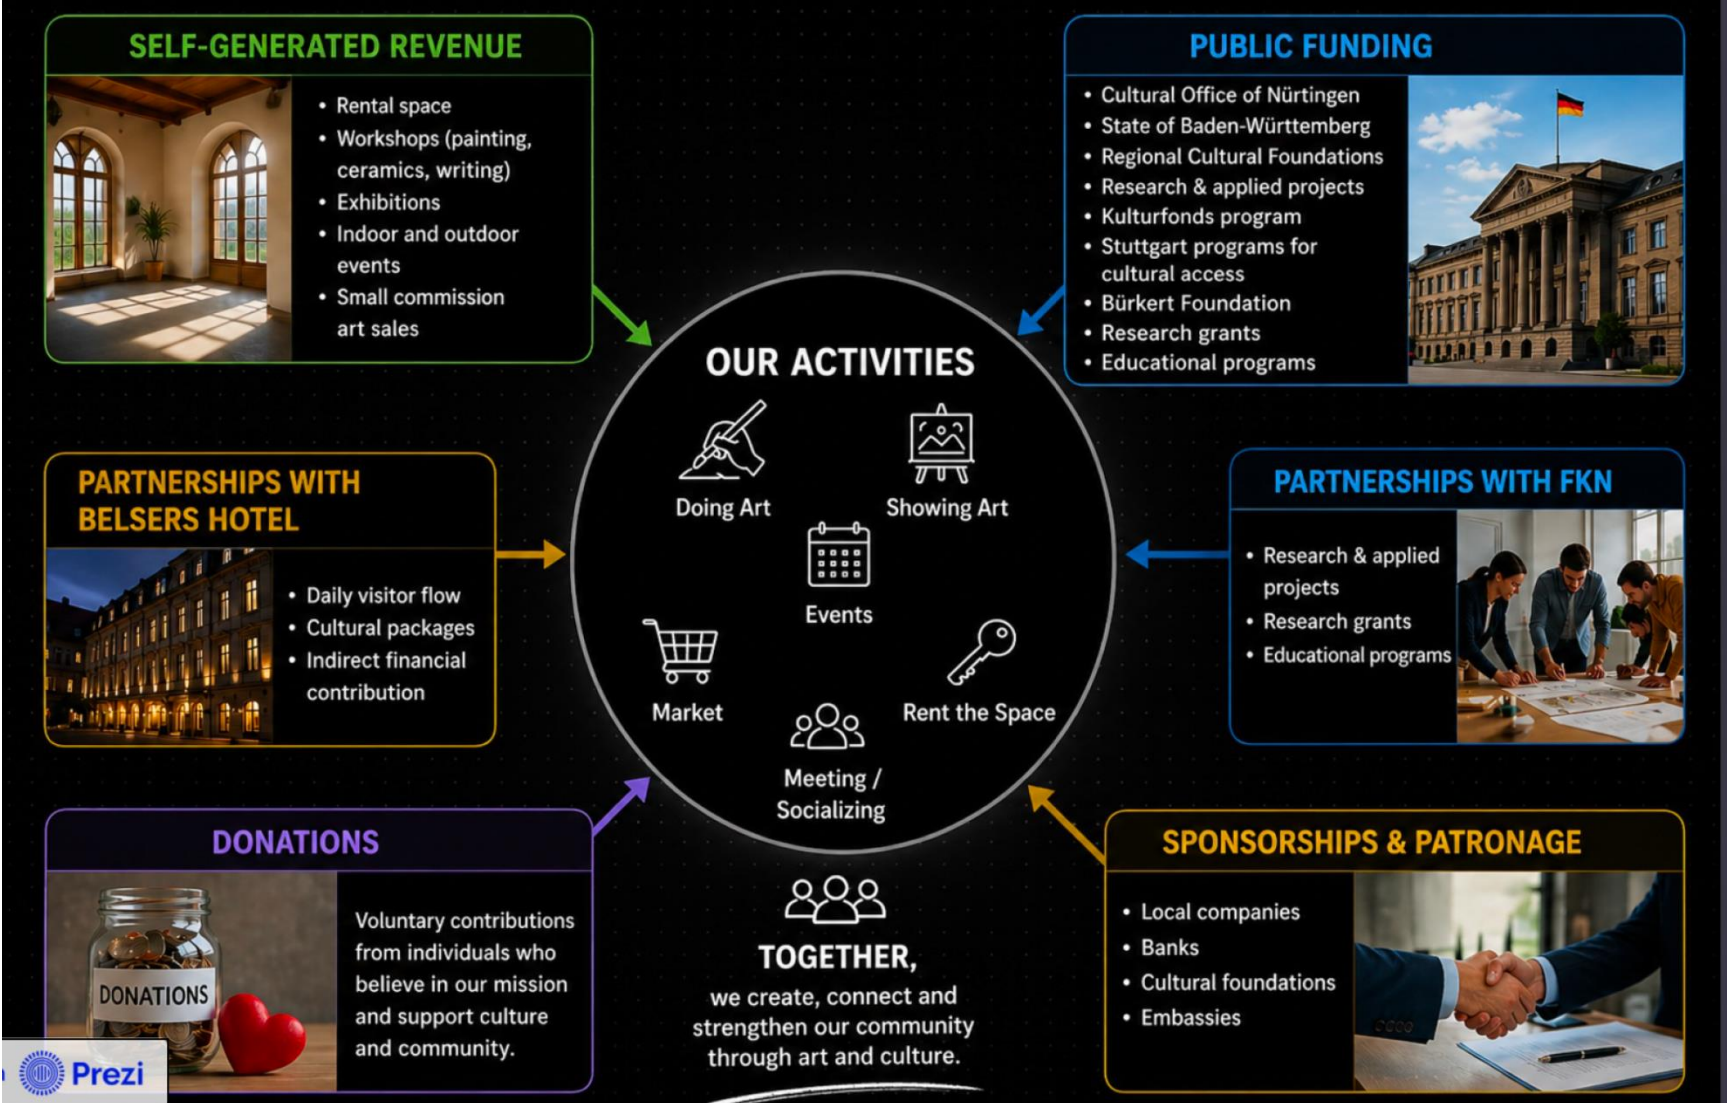 SELF-GENERATED REVENUE
• Rental space
• Workshops (painting,
ceramics, writing)
• Exhibitions
• Indoor and outdoor
events
• Small commission
art sales
PUBLIC FUNDING
• Cultural Office of Nürtingen
• State of Baden-Württemberg
• Regional Cultural Foundations
• Research & applied projects
• Kulturfonds program
• Stuttgart programs for
cultural access
• Bürkert Foundation
• Research grants
• Educational programs
PARTNERSHIPS WITH
BELSERS HOTEL
• Daily visitor flow
• Cultural packages
• Indirect financial
contribution
OUR ACTIVITIES
Doing Art
Showing Art
Events
Market
Rent the Space
Meeting /
Socializing
PARTNERSHIPS WITH FKN
• Research & applied
projects
• Research grants
• Educational programs
DONATIONS
DONATIONS
Voluntary contributions
from individuals who
believe in our mission
and support culture
and community.
TOGETHER,
we create, connect and
strengthen our community
through art and culture.
SPONSORSHIPS & PATRONAGE
• Local companies
• Banks
• Cultural foundations
• Embassies
Prezi